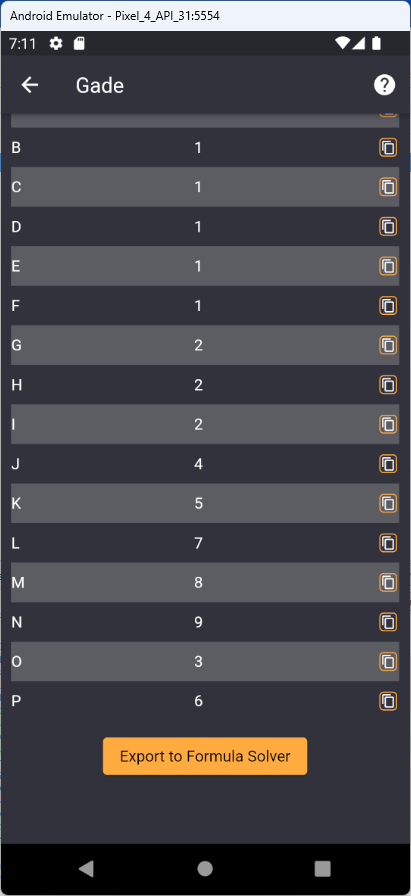 Android Emulator - Pixel_4_API_31:5554
7:11
Gade
B 1
C 1
D 1
E 1
F 1
G 2
H 2
I 2
J 4
K 5
L 7
M 8
N 9
O 3
P 6
Export to Formula Solver